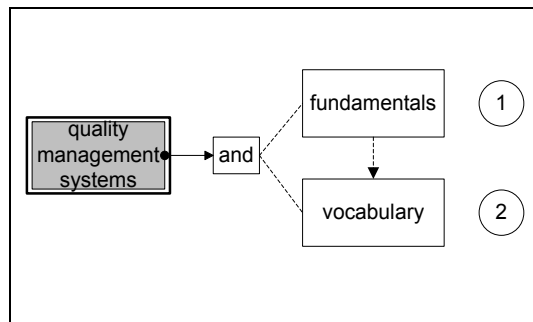 quality
management
systems
and
fundamentals
1
vocabulary
2